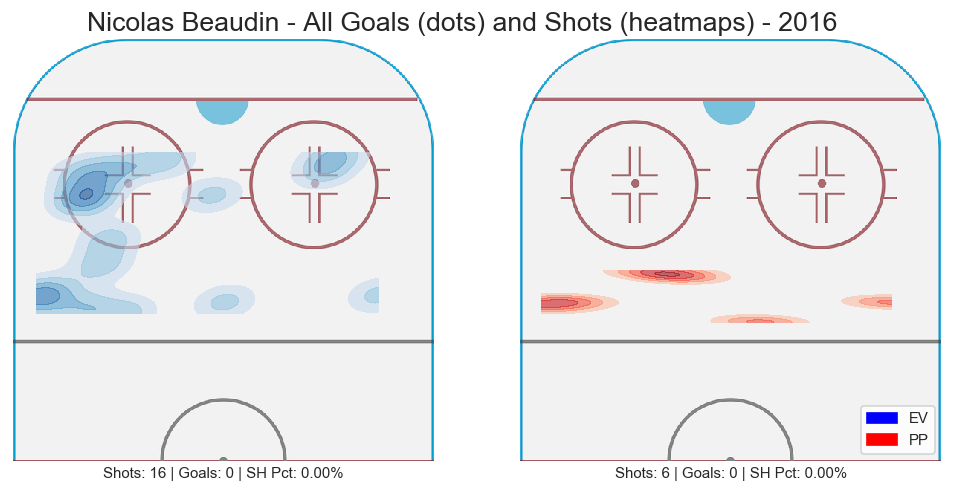 Nicolas Beaudin - All Goals (dots) and Shots (heatmaps) - 2016
EV
PP
Shots: 16 | Goals: 0 | SH Pct: 0.00%
Shots: 6 | Goals: 0 | SH Pct: 0.00%